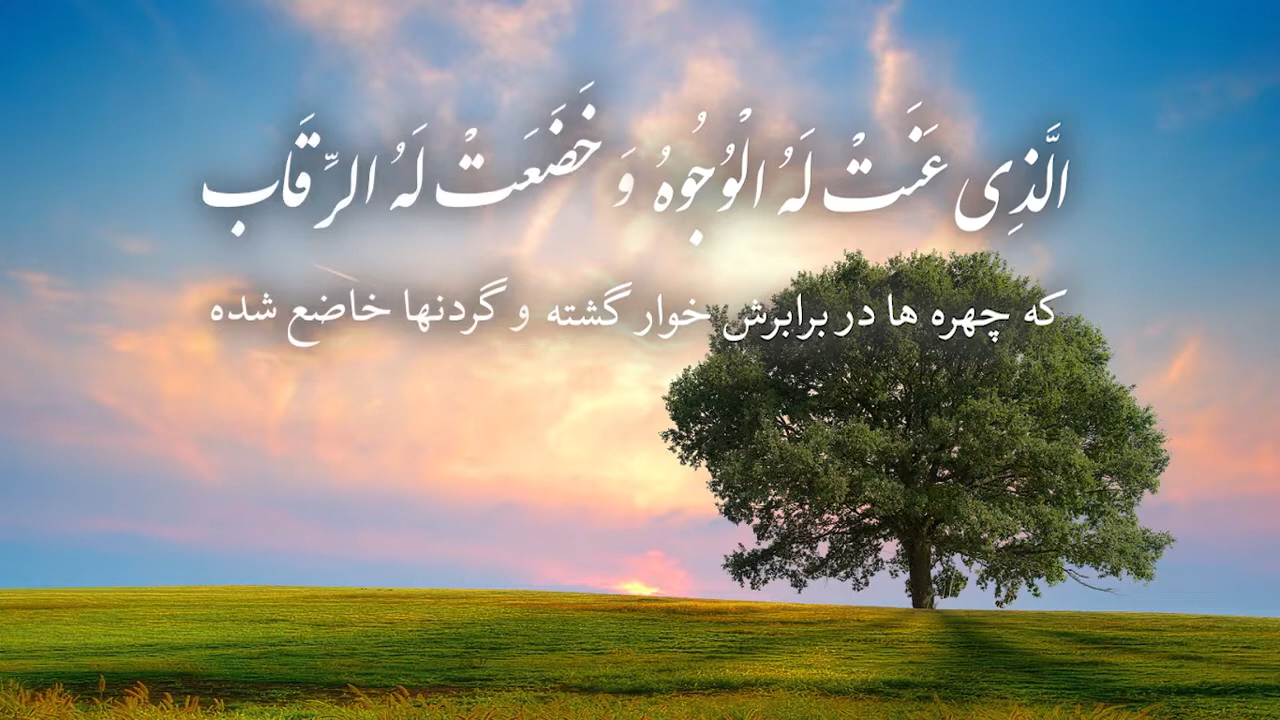 الَّذِی عَنَتْ لَهُ الْوُجُوهُ وَ خَضَعَتْ لَهُ الرِّقَاب
که چهره ها در برابرش خوار گشته و گردنها خاضع شده